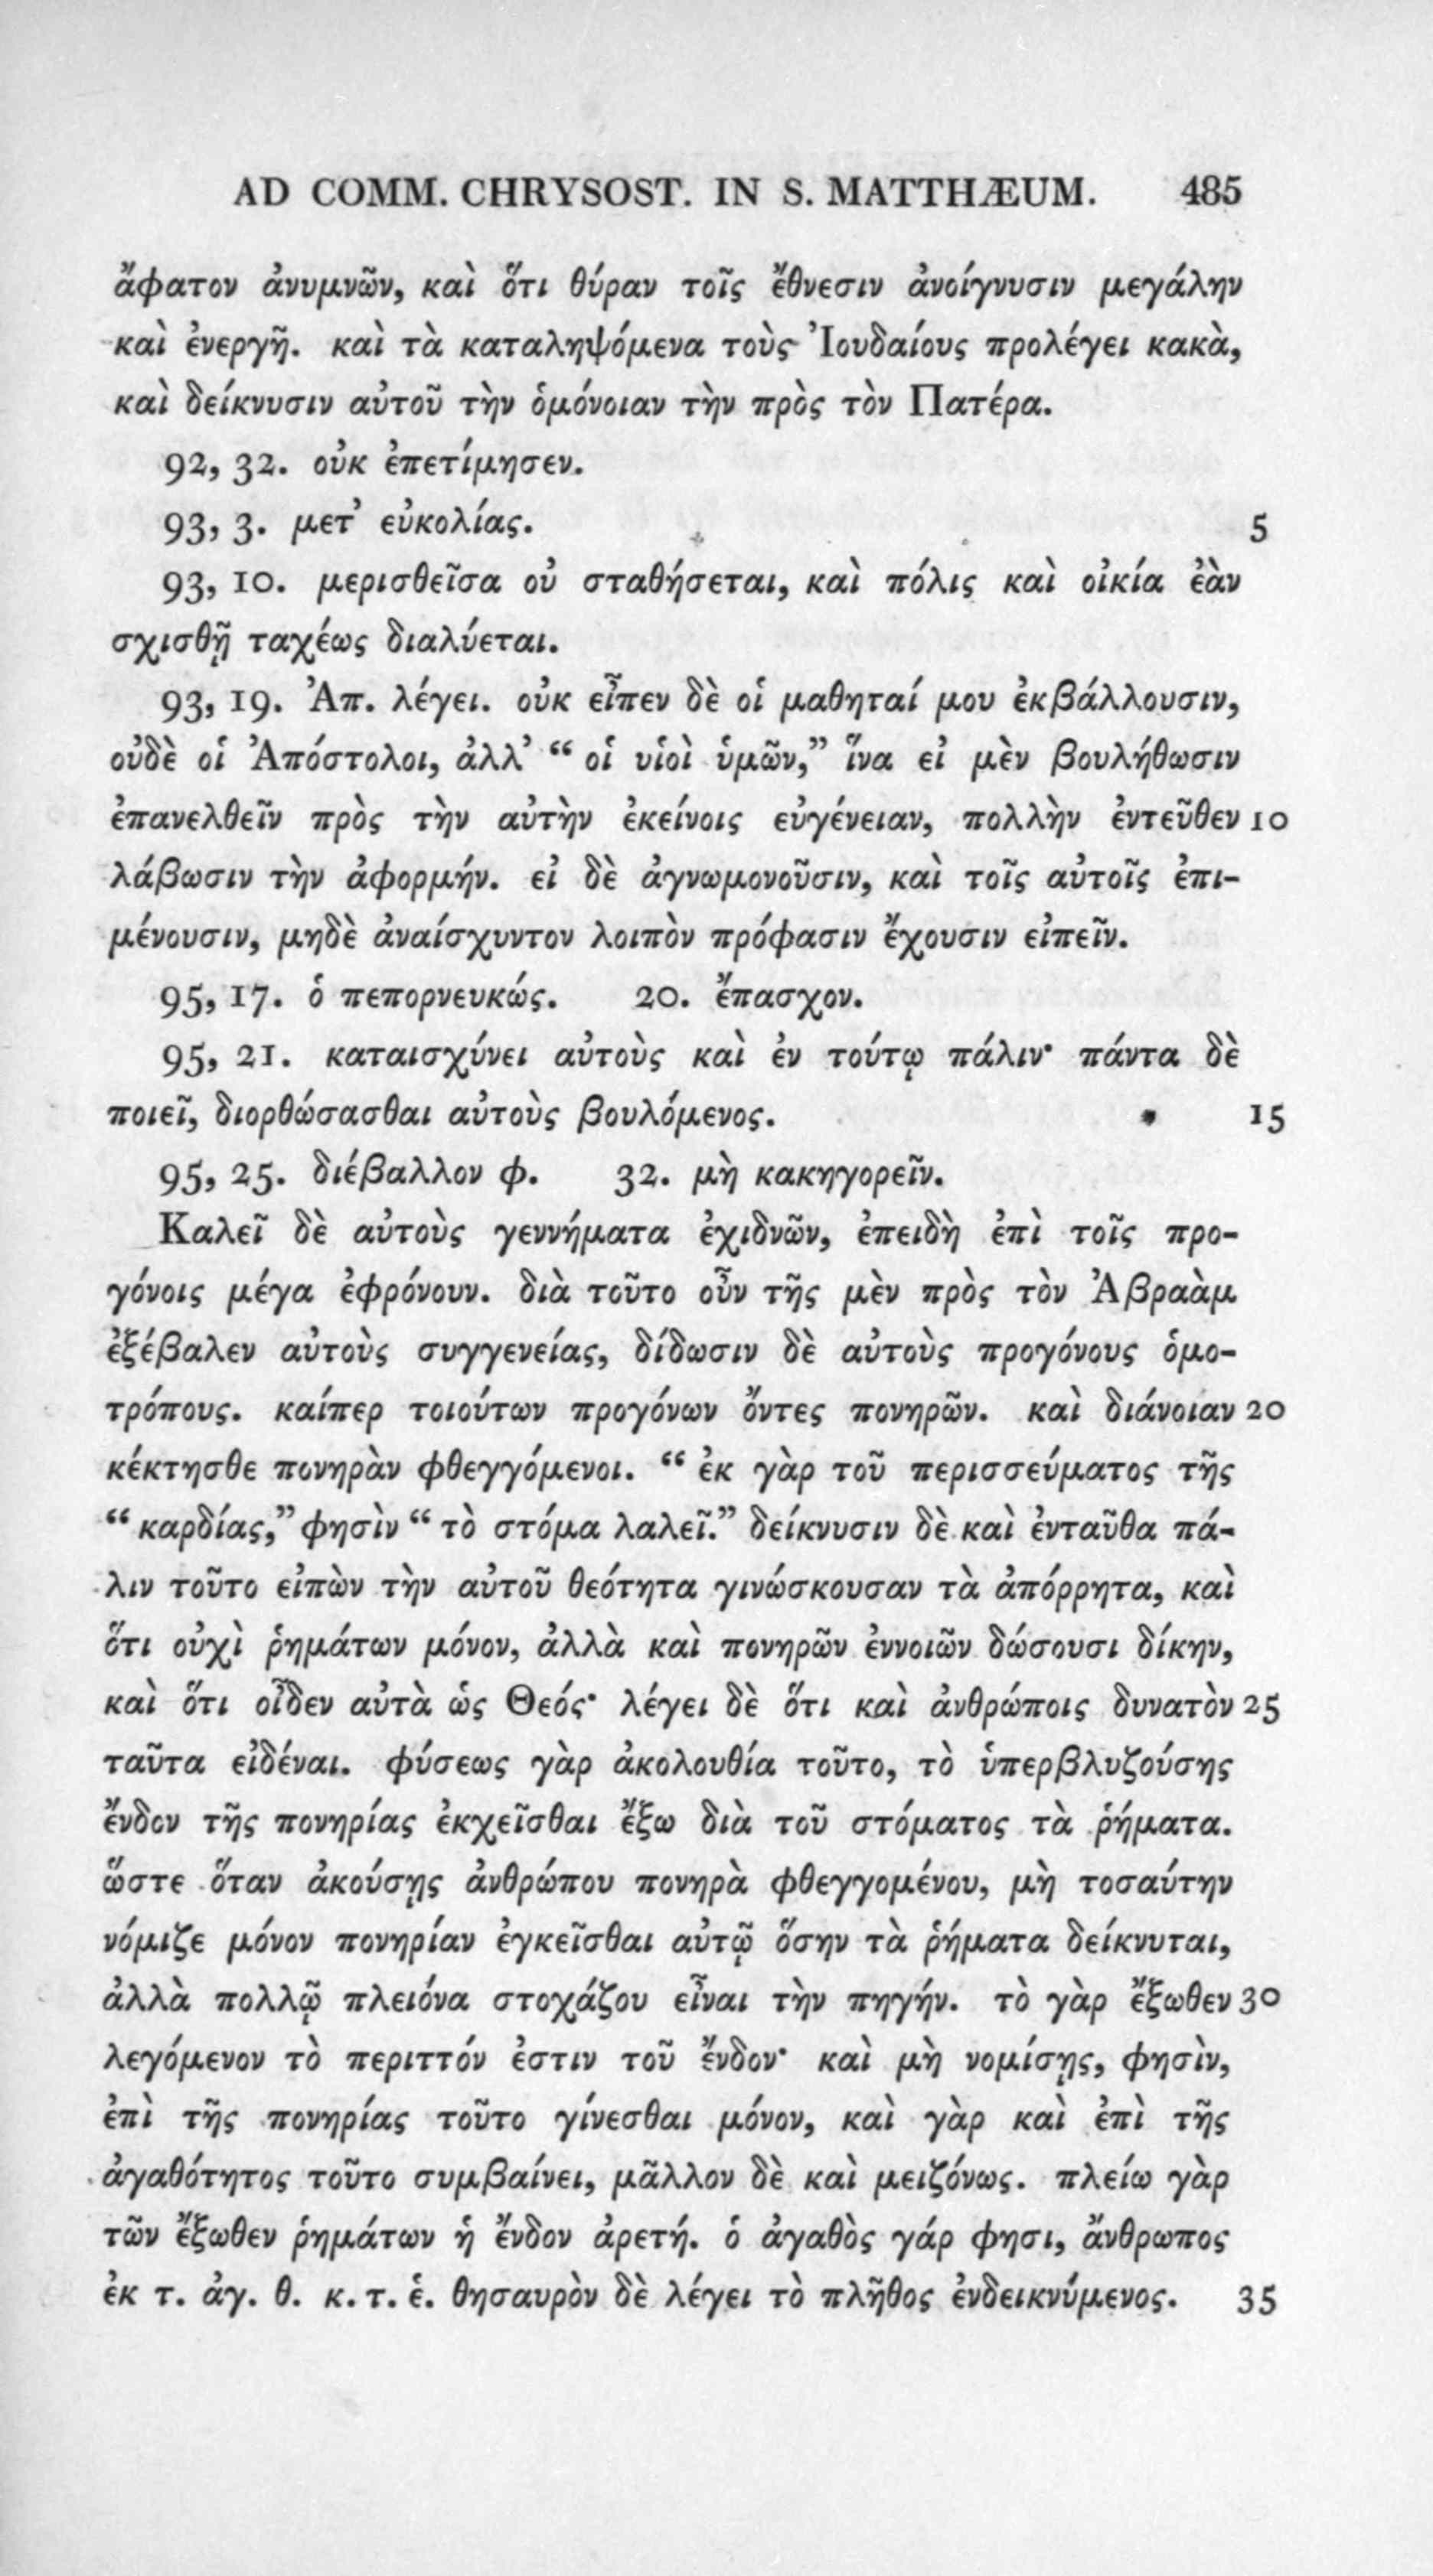 AD COMM. CHRYSOST. IN S. MATTHÆUM. 485
ἄφατον ἀνυμνῶν, καὶ ὅτι θύραν τοῖς ἔθνεσιν ἀνοίγνυσιν μεγάλην
καὶ ἐνεργῆ. καὶ τὰ καταληψόμενα τοὺς Ἰουδαίους προλέγει κακὰ,
καὶ δείκνυσιν αὐτοῦ τὴν ὁμόνοιαν τὴν πρὸς τὸν Πατέρα.
92, 32. οὐκ ἐπετίμησεν.
93, 3. μετ’ εὐκολίας. 5
93, 10. μερισθεῖσα οὐ σταθήσεται, καὶ πόλις καὶ οἰκία ἐὰν
σχισθῇ ταχέως διαλύεται.
93, 19. Ἀπ. λέγει. οὐκ εἶπεν δὲ οἱ μαθηταί μου ἐκβάλλουσιν,
οὐδὲ οἱ Ἀπόστολοι, ἀλλ’ “ οἱ υἱοὶ ὑμῶν,” ἵνα εἰ μὲν βουλήθωσιν
ἐπανελθεῖν πρὸς τὴν αὐτὴν ἐκείνοις εὐγένειαν, πολλὴν ἐντεῦθεν 10
λάβωσιν τὴν ἀφορμήν. εἰ δὲ ἀγνωμονοῦσιν, καὶ τοῖς αὐτοῖς ἐπι-
μένουσιν, μηδὲ ἀναίσχυντον λοιπὸν πρόφασιν ἔχουσιν εἰπεῖν.
95, 17. ὁ πεπορνευκώς. 20. ἔπασχον.
95, 21. καταισχύνει αὐτοὺς καὶ ἐν τούτῳ πάλιν· πάντα δὲ
ποιεῖ, διορθώσασθαι αὐτοὺς βουλόμενος. 15
95, 25. διέβαλλον φ. 32. μὴ κακηγορεῖν.
Καλεῖ δὲ αὐτοὺς γεννήματα ἐχιδνῶν, ἐπειδὴ ἐπὶ τοῖς προ-
γόνοις μέγα ἐφρόνουν. διὰ τοῦτο οὖν τῆς μὲν πρὸς τὸν Ἀβραὰμ
ἐξέβαλεν αὐτοὺς συγγενείας, δίδωσιν δὲ αὐτοὺς προγόνους ὁμο-
τρόπους. καίπερ τοιούτων προγόνων ὄντες πονηρῶν. καὶ διάνοιαν 20
κέκτησθε πονηρὰν φθεγγόμενοι. “ ἐκ γὰρ τοῦ περισσεύματος τῆς
“ καρδίας,” φησὶν “ τὸ στόμα λαλεῖ.” δείκνυσιν δὲ καὶ ἐνταῦθα πά-
λιν τοῦτο εἰπὼν τὴν αὐτοῦ θεότητα γινώσκουσαν τὰ ἀπόρρητα, καὶ
ὅτι οὐχὶ ῥημάτων μόνον, ἀλλὰ καὶ πονηρῶν ἐννοιῶν δώσουσι δίκην,
καὶ ὅτι οἶδεν αὐτὰ ὡς Θεός· λέγει δὲ ὅτι καὶ ἀνθρώποις δυνατὸν 25
ταῦτα εἰδέναι. φύσεως γὰρ ἀκολουθία τοῦτο, τὸ ὑπερβλυζούσης
ἔνδον τῆς πονηρίας ἐκχεῖσθαι ἔξω διὰ τοῦ στόματος τὰ ῥήματα.
ὥστε ὅταν ἀκούσῃς ἀνθρώπου πονηρὰ φθεγγομένου, μὴ τοσαύτην
νόμιζε μόνον πονηρίαν ἐγκεῖσθαι αὐτῷ ὅσην τὰ ῥήματα δείκνυται,
ἀλλὰ πολλῷ πλειόνα στοχάζου εἶναι τὴν πηγήν. τὸ γὰρ ἔξωθεν 30
λεγόμενον τὸ περιττόν ἐστιν τοῦ ἔνδον· καὶ μὴ νομίσῃς, φησὶν,
ἐπὶ τῆς πονηρίας τοῦτο γίνεσθαι μόνον, καὶ γὰρ καὶ ἐπὶ τῆς
ἀγαθότητος τοῦτο συμβαίνει, μᾶλλον δὲ καὶ μειζόνως. πλείω γὰρ
τῶν ἔξωθεν ῥημάτων ἡ ἔνδον ἀρετή. ὁ ἀγαθὸς γάρ φησι, ἄνθρωπος
ἐκ τ. ἀγ. θ. κ. τ. ἑ. θησαυρὸν δὲ λέγει τὸ πλῆθος ἐνδεικνύμενος. 35